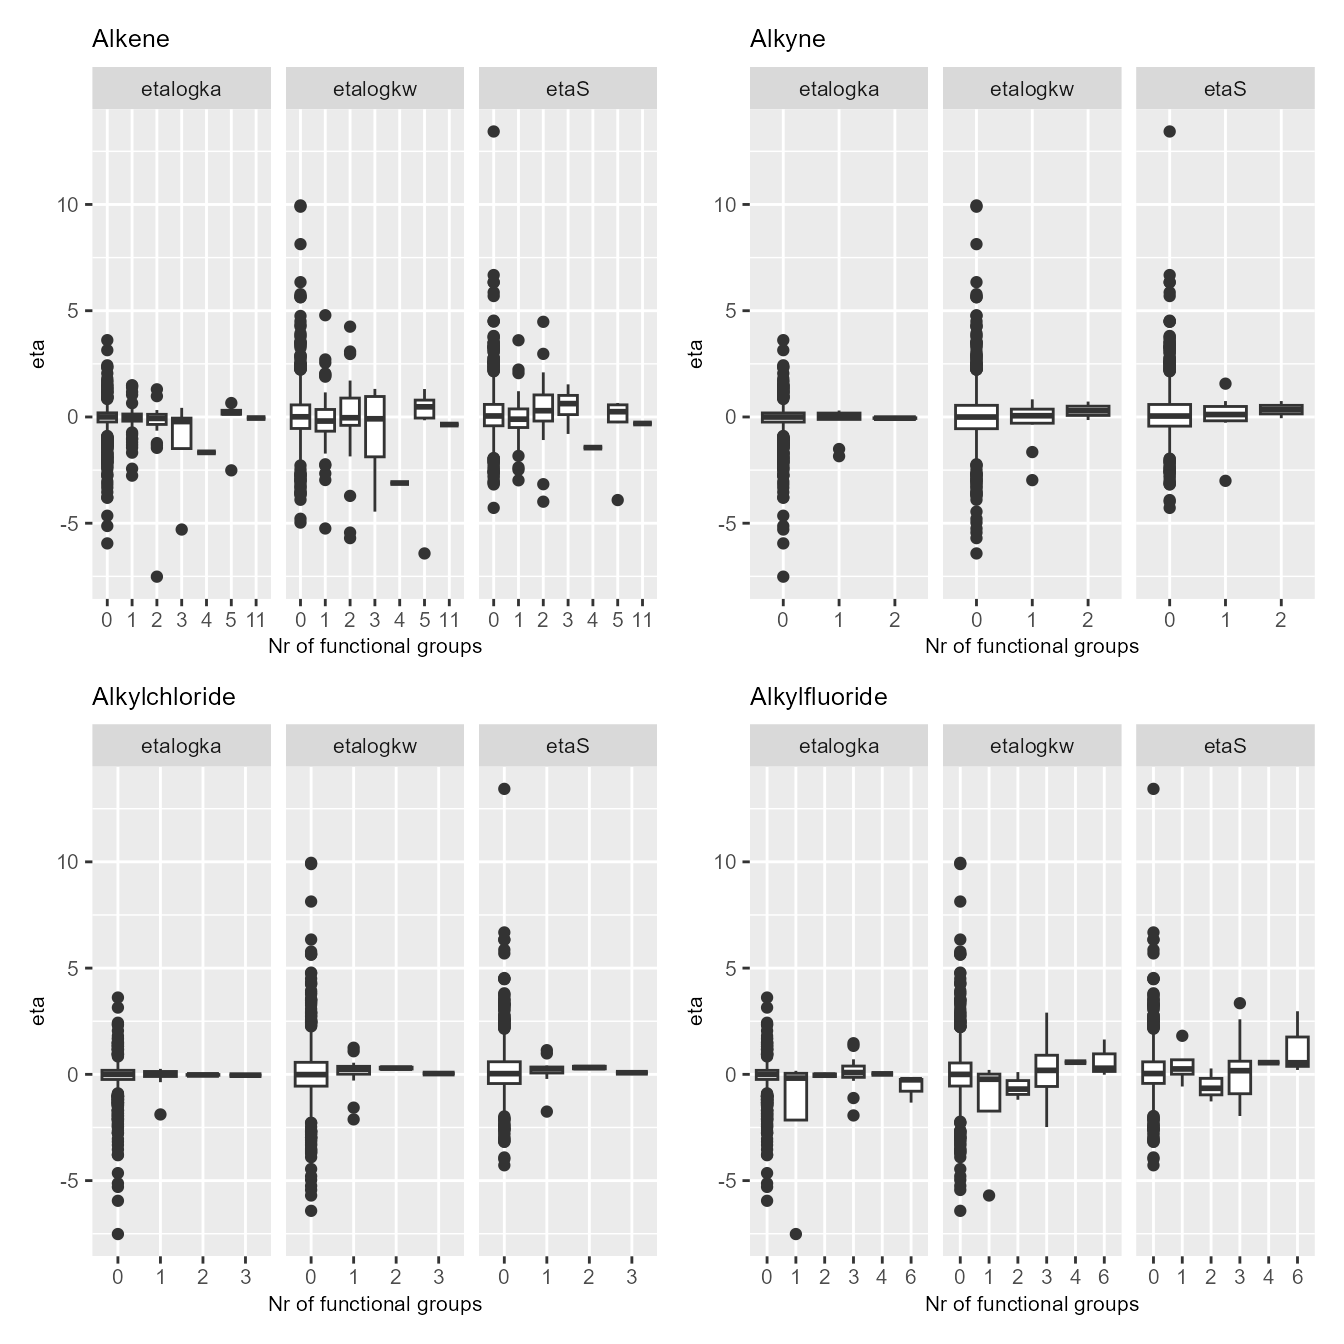 Alkene
etalogka etalogkw etaS
10
5
0
-5
eta
0 1 2 3 4 5 11 0 1 2 3 4 5 11 0 1 2 3 4 5 11
Nr of functional groups
Alkyne
etalogka etalogkw etaS
10
5
0
-5
eta
0 1 2 0 1 2 0 1 2
Nr of functional groups
Alkylchloride
etalogka etalogkw etaS
10
5
0
-5
eta
0 1 2 3 0 1 2 3 0 1 2 3
Nr of functional groups
Alkylfluoride
etalogka etalogkw etaS
10
5
0
-5
eta
0 1 2 3 4 6 0 1 2 3 4 6 0 1 2 3 4 6
Nr of functional groups